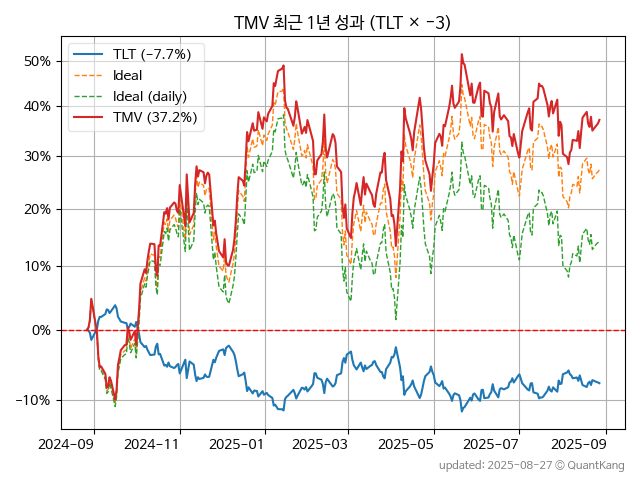 TMV 최근 1년 성과 (TLT × −3)
TLT (−7.7%)
Ideal
Ideal (daily)
TMV (37.2%)
50%
40%
30%
20%
10%
0%
−10%
2024-09 2024-11 2025-01 2025-03 2025-05 2025-07 2025-09
updated: 2025-08-27 © QuantKang